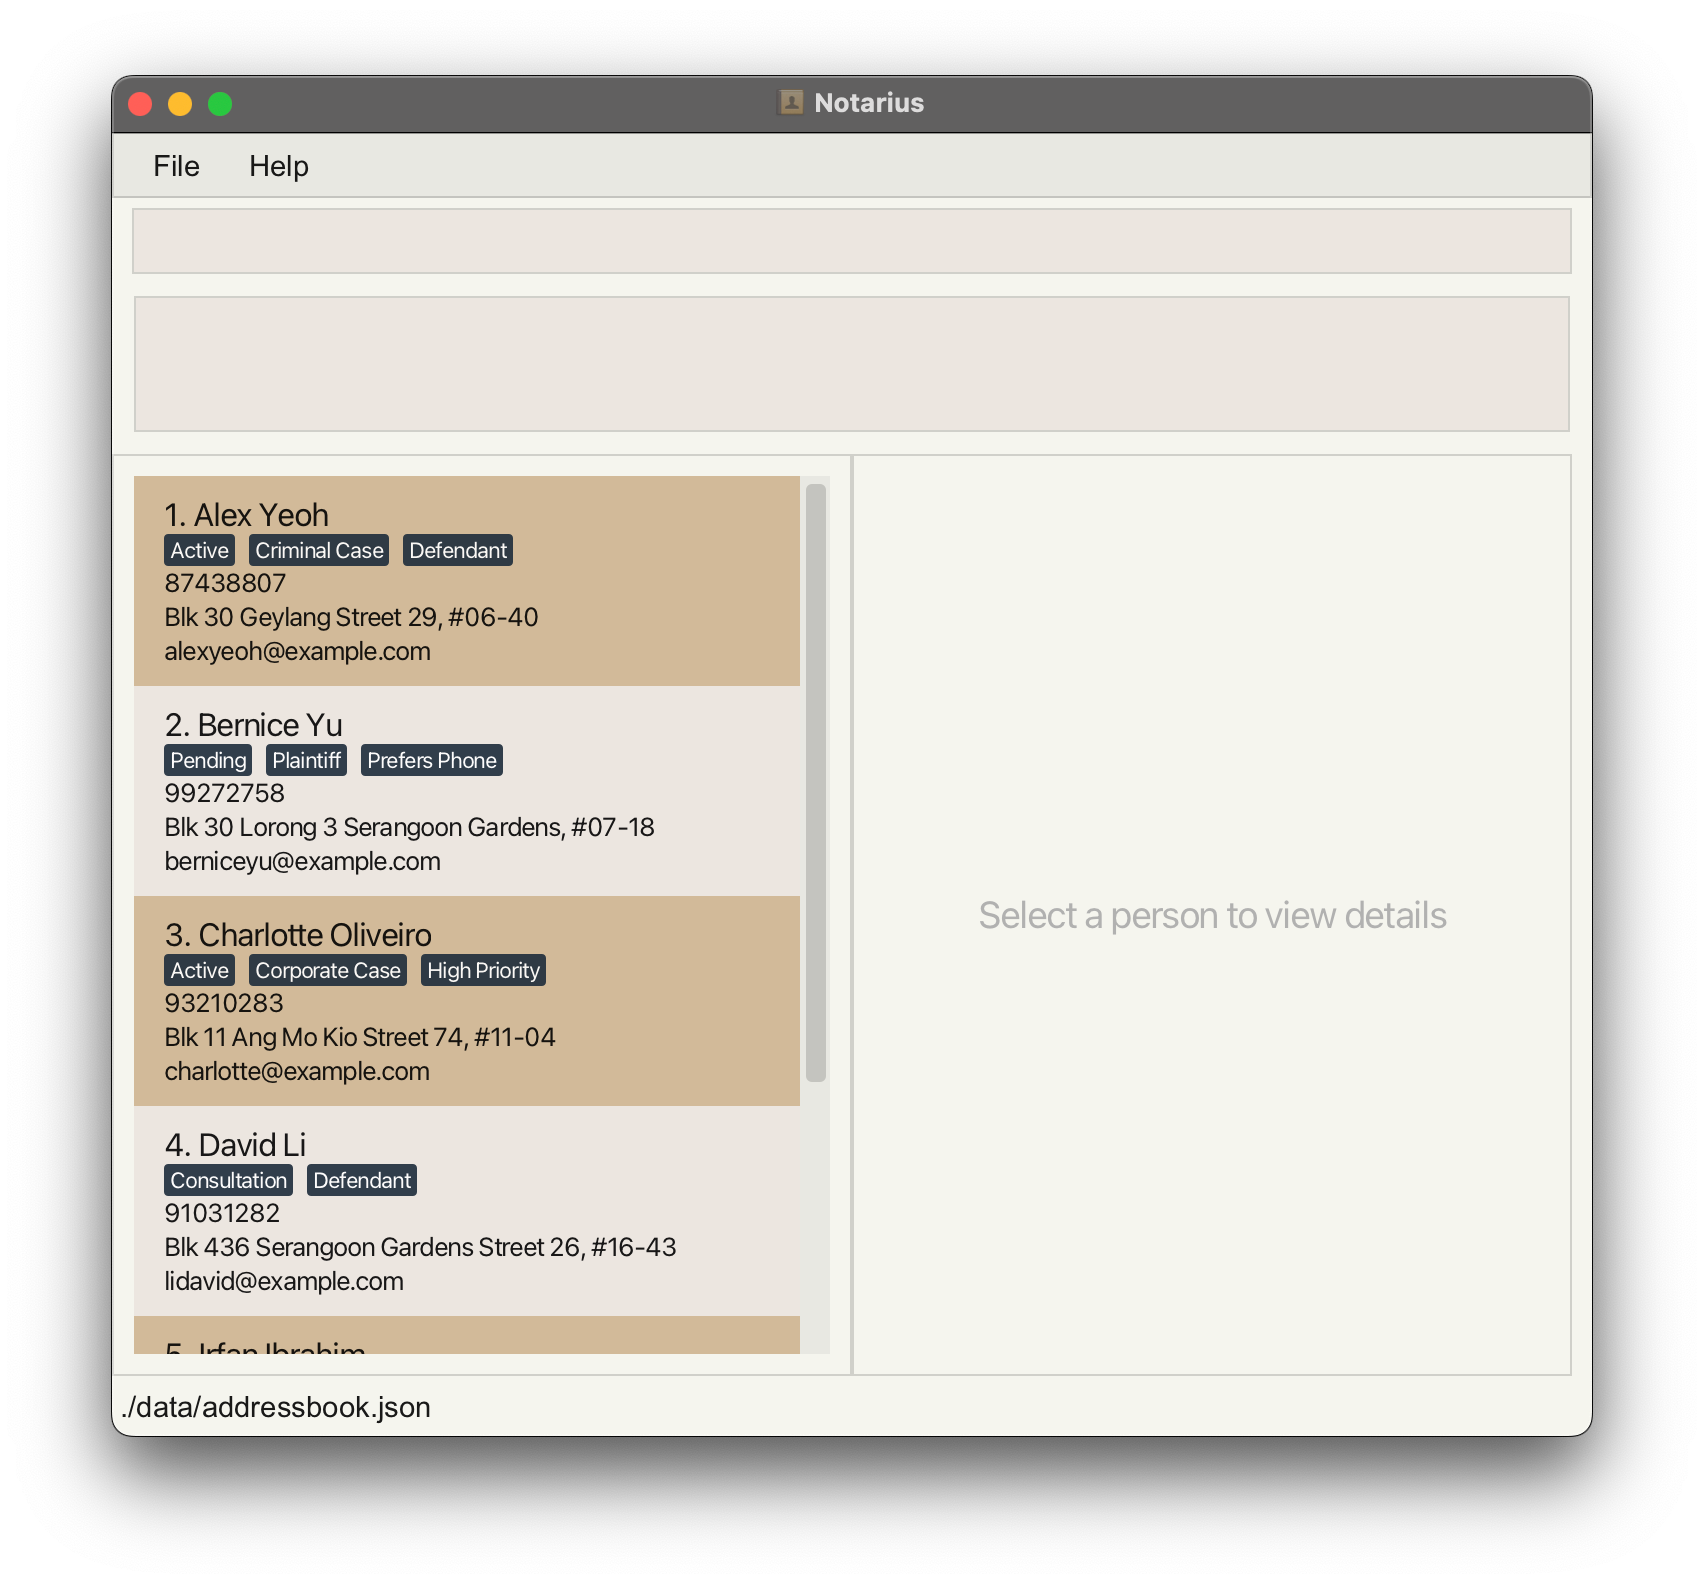 Notarius
File Help
1. Alex Yeoh
Active Criminal Case Defendant
87438807
Blk 30 Geylang Street 29, #06-40
alexyeoh@example.com
2. Bernice Yu
Pending Plaintiff Prefers Phone
99272758
Blk 30 Lorong 3 Serangoon Gardens, #07-18
berniceyu@example.com
3. Charlotte Oliveiro
Active Corporate Case High Priority
93210283
Blk 11 Ang Mo Kio Street 74, #11-04
charlotte@example.com
4. David Li
Consultation Defendant
91031282
Blk 436 Serangoon Gardens Street 26, #16-43
lidavid@example.com
5. Irfan Ibrahim
Select a person to view details
./data/addressbook.json